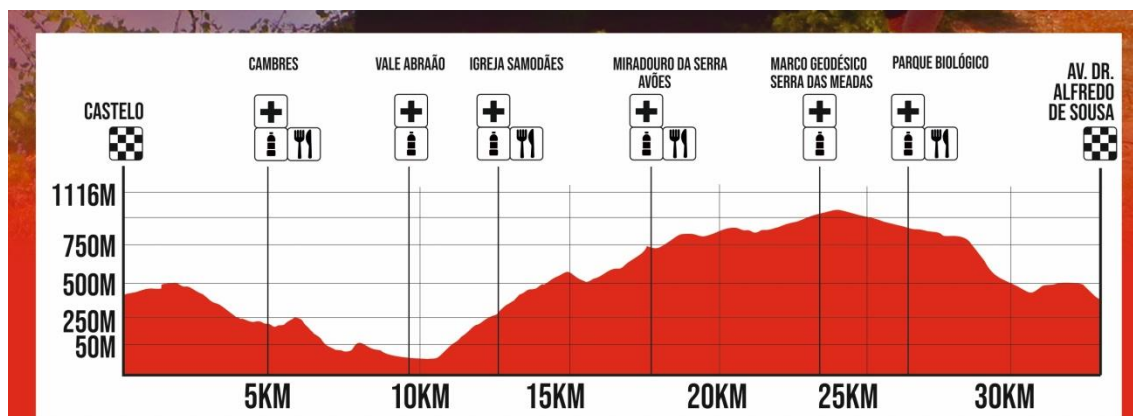 CAMBRES
VALE ABRAÃO
IGREJA SAMODÃES
MIRADOURO DA SERRA
AVÕES
MARCO GEODÉSICO
SERRA DAS MEADAS
PARQUE BIOLÓGICO
AV. DR.
ALFREDO
DE SOUSA
CASTELO
1116M
750M
500M
250M
50M
5KM
10KM
15KM
20KM
25KM
30KM